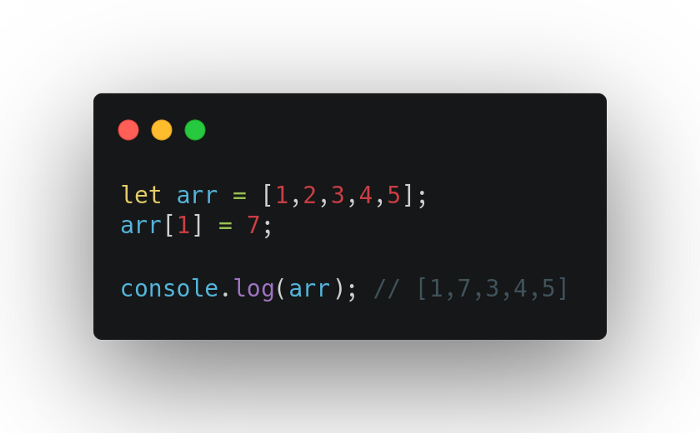 let arr = [1,2,3,4,5];
arr[1] = 7;
console.log(arr); // [1,7,3,4,5]